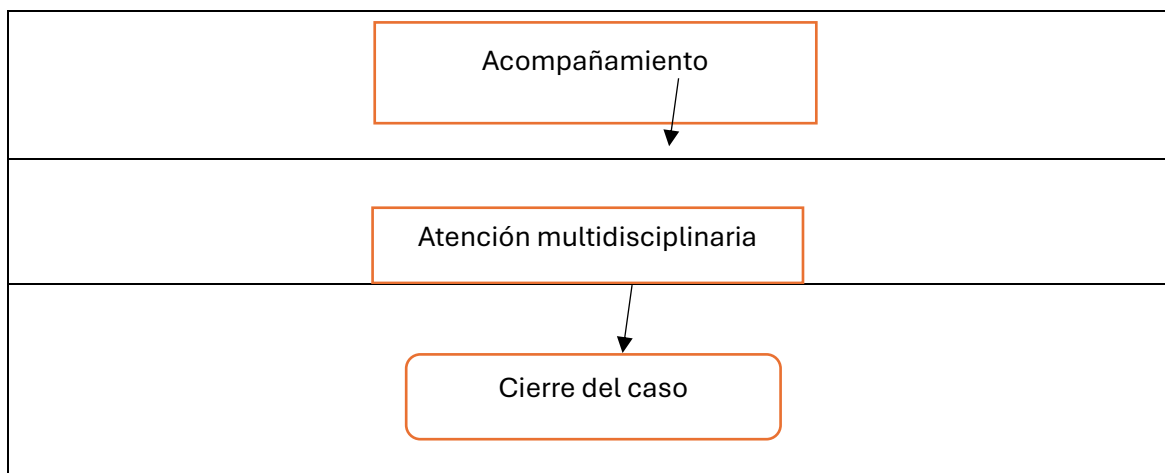 Acompañamiento
Atención multidisciplinaria
Cierre del caso